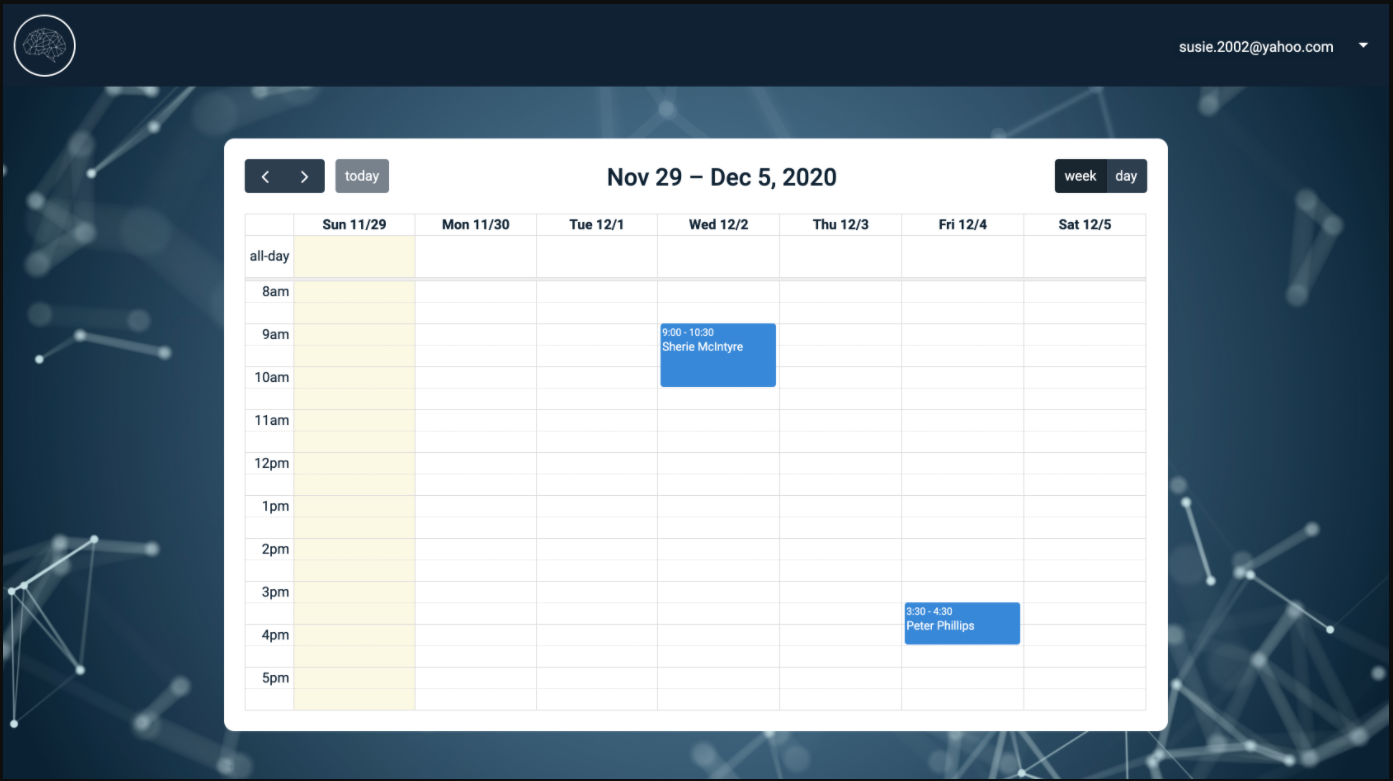 susie.2002@yahoo.com
today
Nov 29 – Dec 5, 2020
week day
Sun 11/29 Mon 11/30 Tue 12/1 Wed 12/2 Thu 12/3 Fri 12/4 Sat 12/5
all-day
8am
9am
9:00 - 10:30
Sherie McIntyre
10am
11am
12pm
1pm
2pm
3pm
3:30 - 4:30
Peter Phillips
4pm
5pm